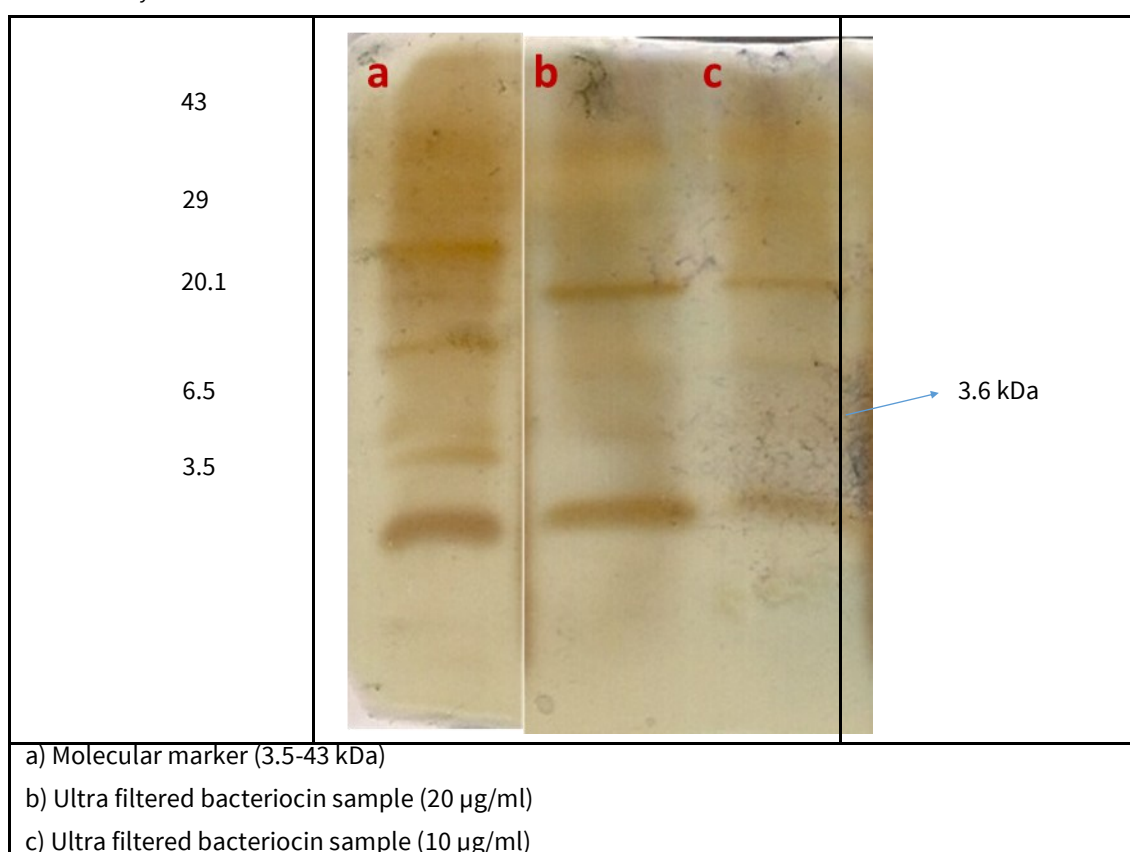 a b c
43
29
20.1
6.5
3.6 kDa
3.5
a) Molecular marker (3.5-43 kDa)
b) Ultra filtered bacteriocin sample (20 µg/ml)
c) Ultra filtered bacteriocin sample (10 µg/ml)